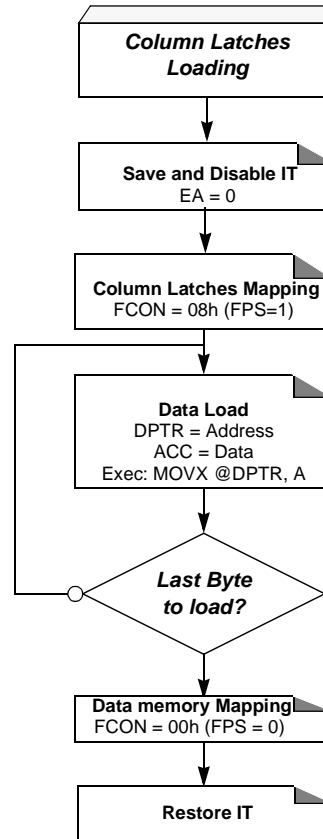 Column Latches
Loading
Save and Disable IT
EA = 0
Column Latches Mapping
FCON = 08h (FPS=1)
Data Load
DPTR = Address
ACC = Data
Exec: MOVX @DPTR, A
Last Byte
to load?
Data memory Mapping
FCON = 00h (FPS = 0)
Restore IT